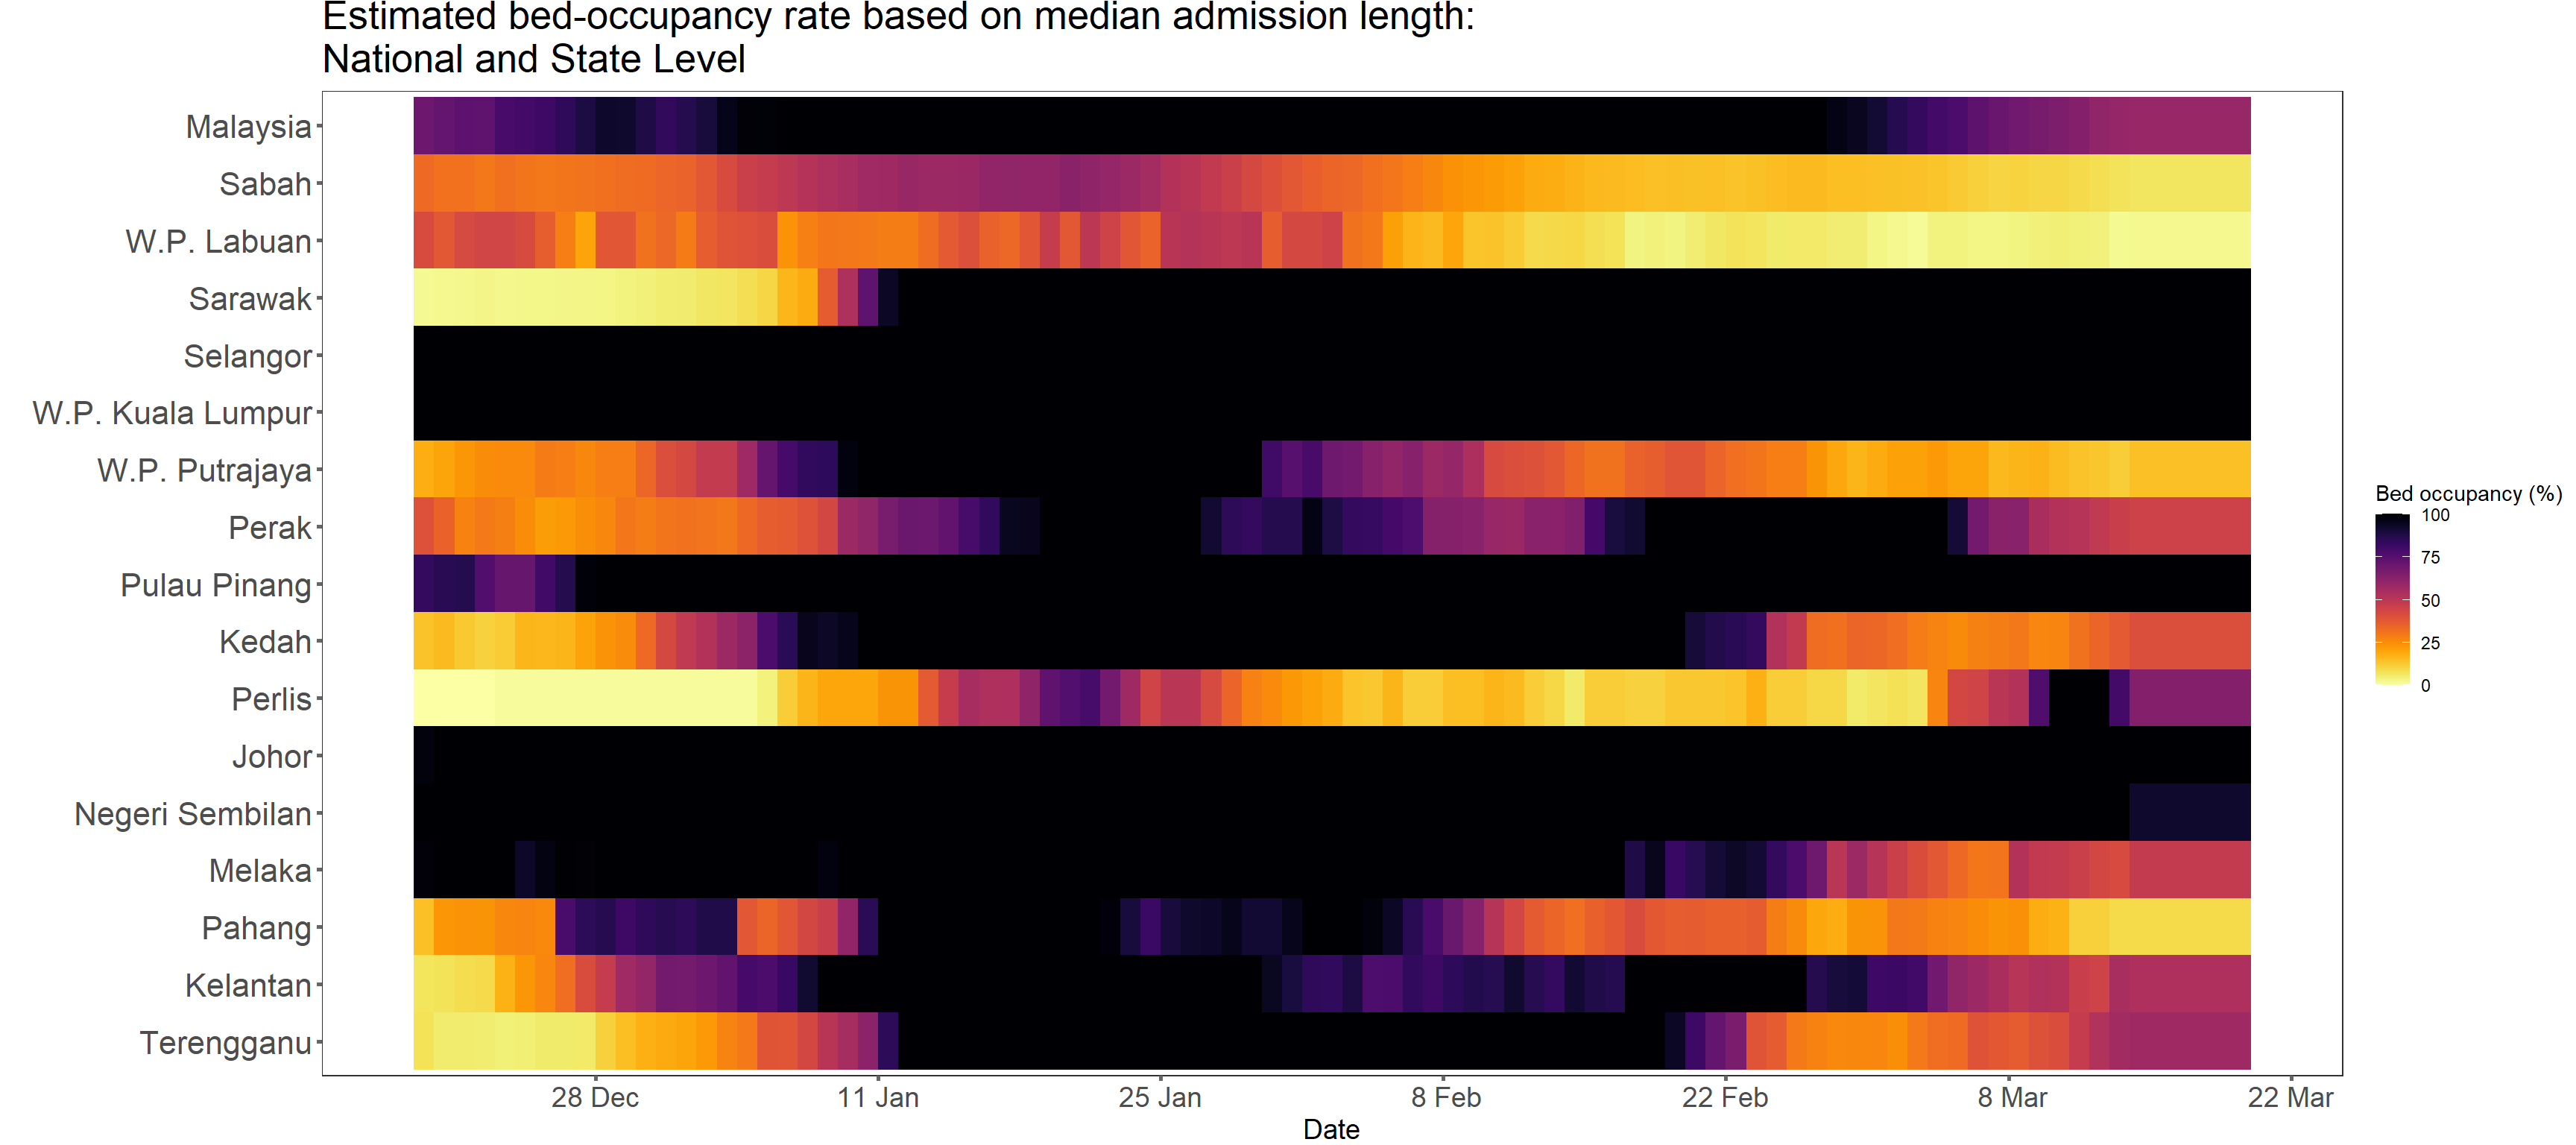 Estimated bed-occupancy rate based on median admission length:
National and State Level
Malaysia
Sabah
W.P. Labuan
Sarawak
Selangor
W.P. Kuala Lumpur
W.P. Putrajaya
Perak
Pulau Pinang
Kedah
Perlis
Johor
Negeri Sembilan
Melaka
Pahang
Kelantan
Terengganu
28 Dec 11 Jan 25 Jan 8 Feb 22 Feb 8 Mar 22 Mar
Date
Bed occupancy (%)
100
75
50
25
0